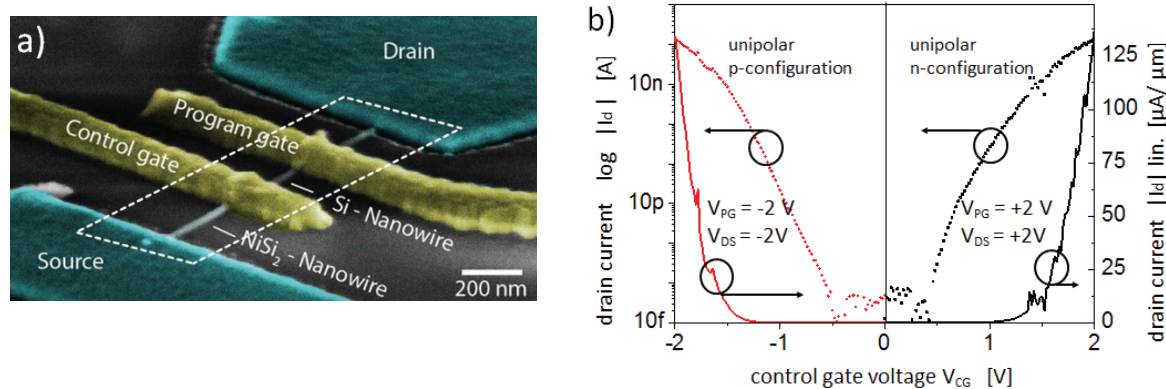 a)
Drain
Program gate
Control gate
Si - Nanowire
NiSi₂ - Nanowire
Source
200 nm
b)
unipolar
p-configuration
unipolar
n-configuration
V_PG = -2 V
V_DS = -2V
V_PG = +2 V
V_DS = +2V
drain current log |I_d| [A]
10n
10p
10f
-2
-1
0
1
2
control gate voltage V_CG [V]
125
100
75
50
25
0
drain current |I_d| lin. [µA/ µm]